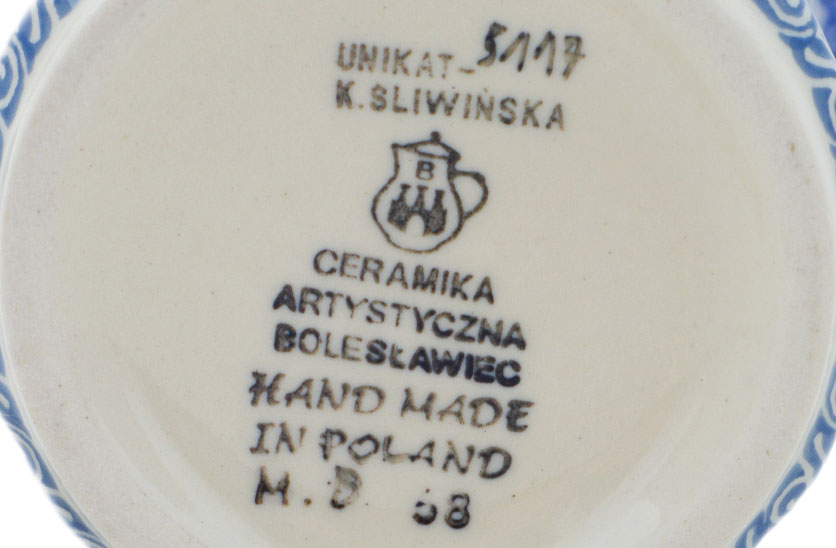 UNIKAT-5117
K.SLIWIŃSKA
B
CERAMIKA
ARTYSTYCZNA
BOLESŁAWIEC
HAND MADE
IN POLAND
M.